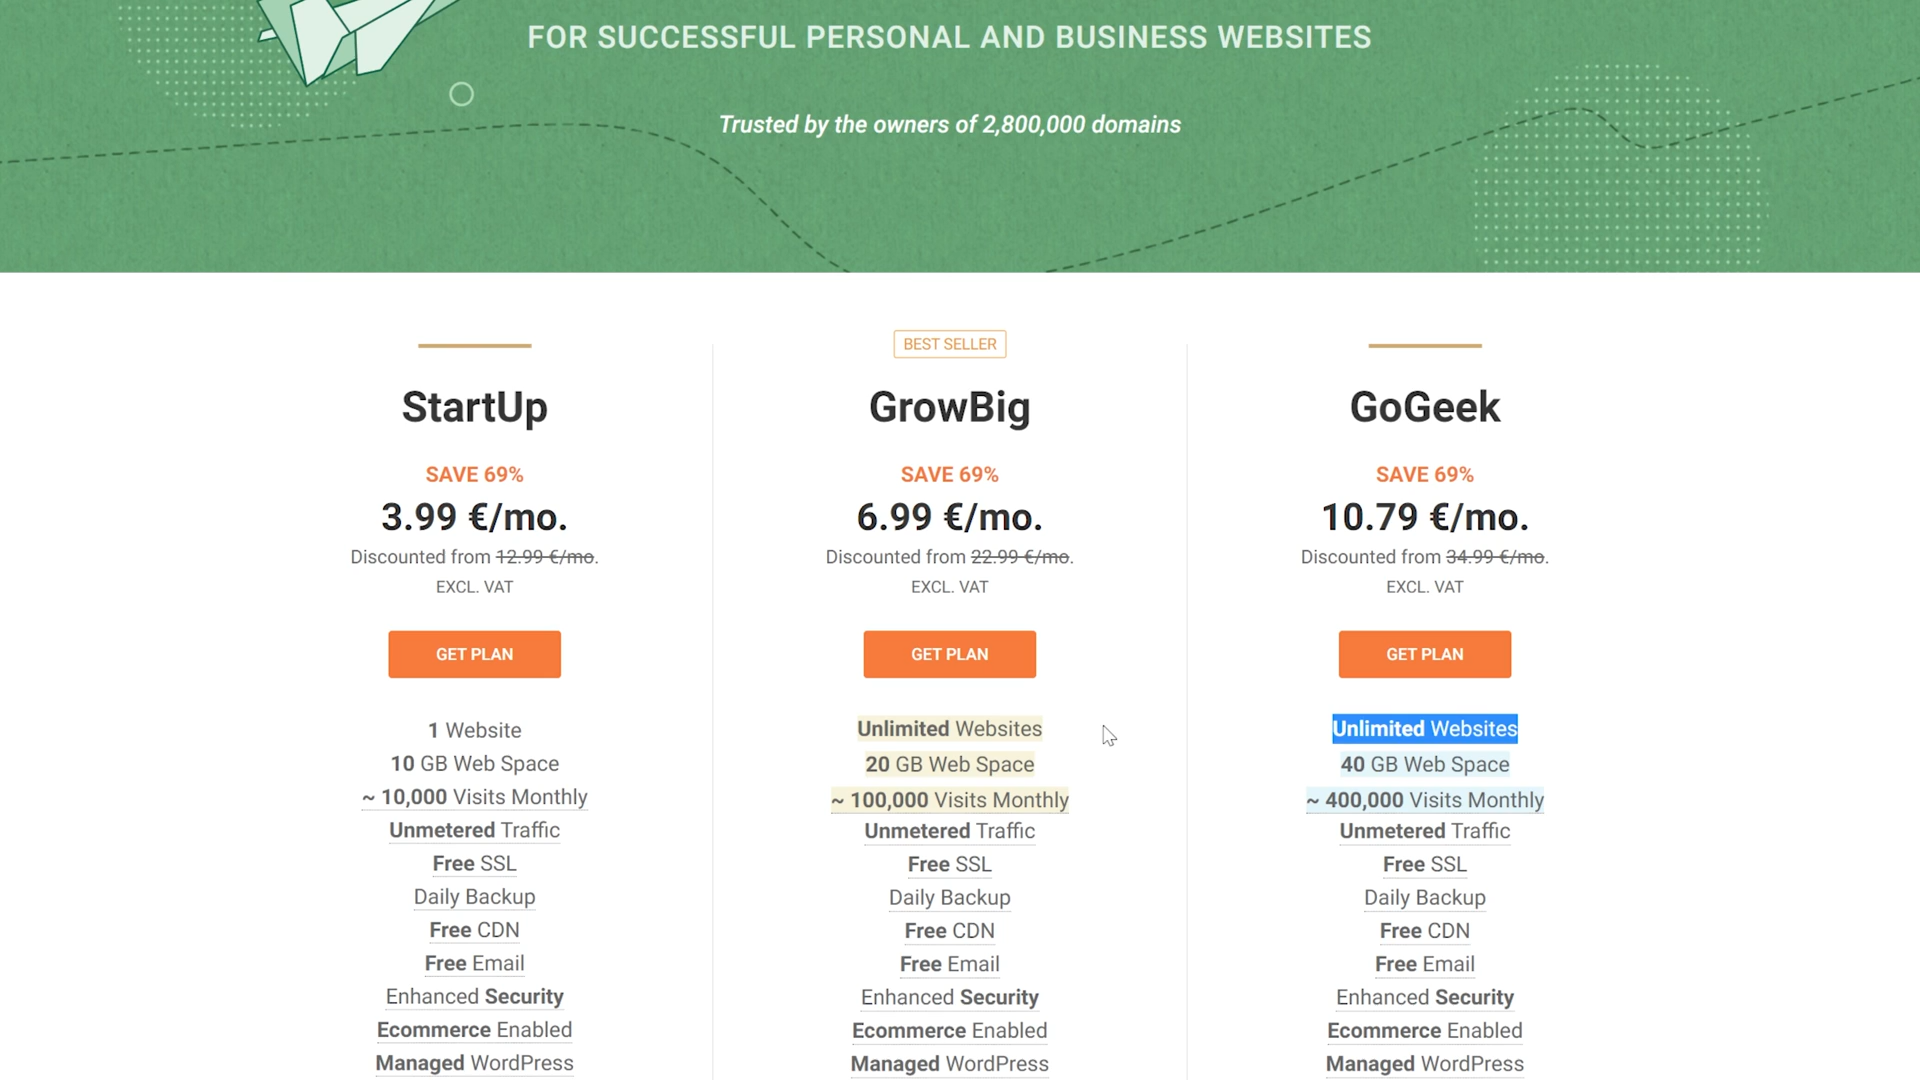 FOR SUCCESSFUL PERSONAL AND BUSINESS WEBSITES
Trusted by the owners of 2,800,000 domains
StartUp
SAVE 69%
3.99 €/mo.
Discounted from 12.99 €/mo.
EXCL. VAT
GET PLAN
1 Website
10 GB Web Space
~ 10,000 Visits Monthly
Unmetered Traffic
Free SSL
Daily Backup
Free CDN
Free Email
Enhanced Security
Ecommerce Enabled
Managed WordPress
BEST SELLER
GrowBig
SAVE 69%
6.99 €/mo.
Discounted from 22.99 €/mo.
EXCL. VAT
GET PLAN
Unlimited Websites
20 GB Web Space
~ 100,000 Visits Monthly
Unmetered Traffic
Free SSL
Daily Backup
Free CDN
Free Email
Enhanced Security
Ecommerce Enabled
Managed WordPress
GoGeek
SAVE 69%
10.79 €/mo.
Discounted from 34.99 €/mo.
EXCL. VAT
GET PLAN
Unlimited Websites
40 GB Web Space
~ 400,000 Visits Monthly
Unmetered Traffic
Free SSL
Daily Backup
Free CDN
Free Email
Enhanced Security
Ecommerce Enabled
Managed WordPress